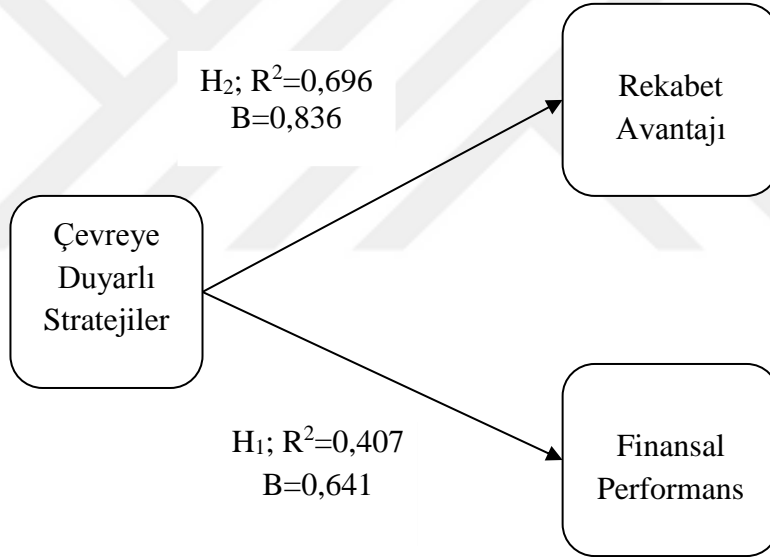 H₂; R²=0,696
B=0,836
Rekabet
Avantajı
Çevreye
Duyarlı
Stratejiler
H₁; R²=0,407
B=0,641
Finansal
Performans